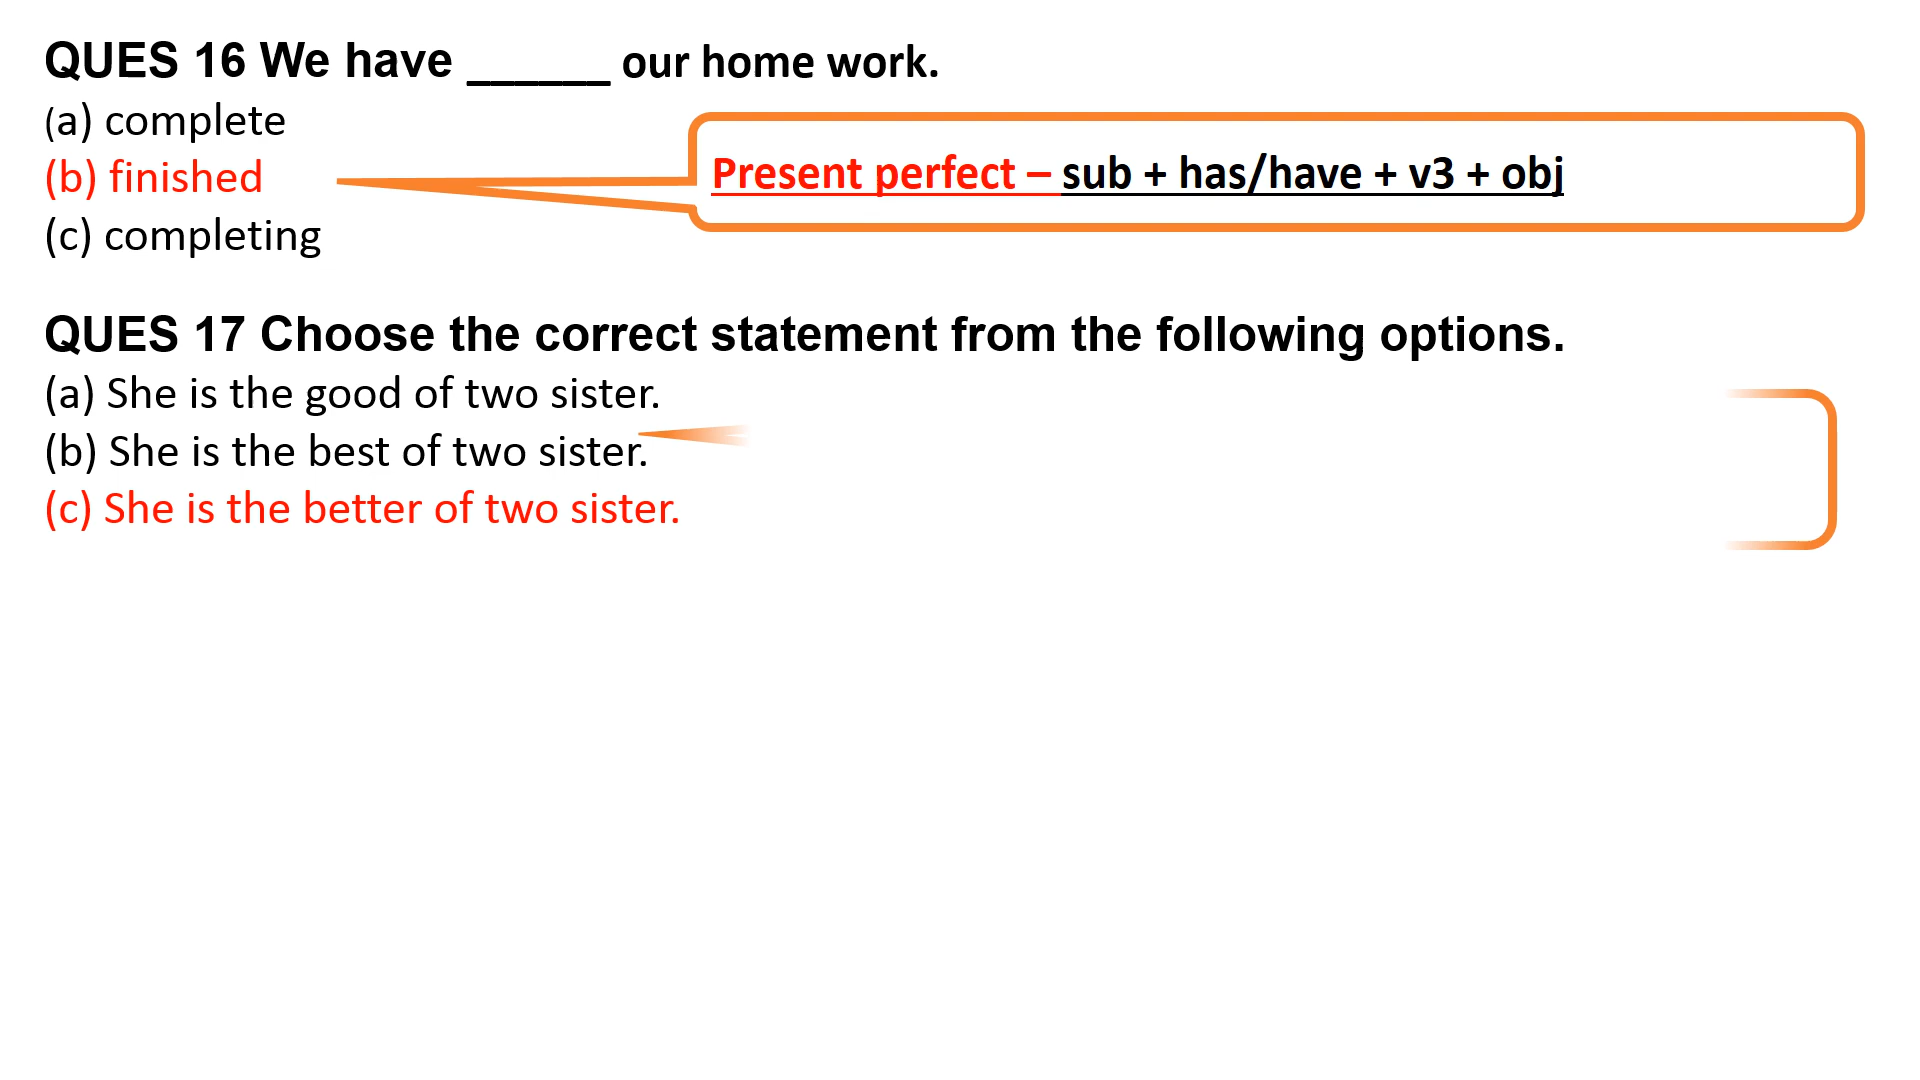 QUES 16 We have ______ our home work.
(a) complete
(b) finished
Present perfect – sub + has/have + v3 + obj
(c) completing
QUES 17 Choose the correct statement from the following options.
(a) She is the good of two sister.
(b) She is the best of two sister.
(c) She is the better of two sister.